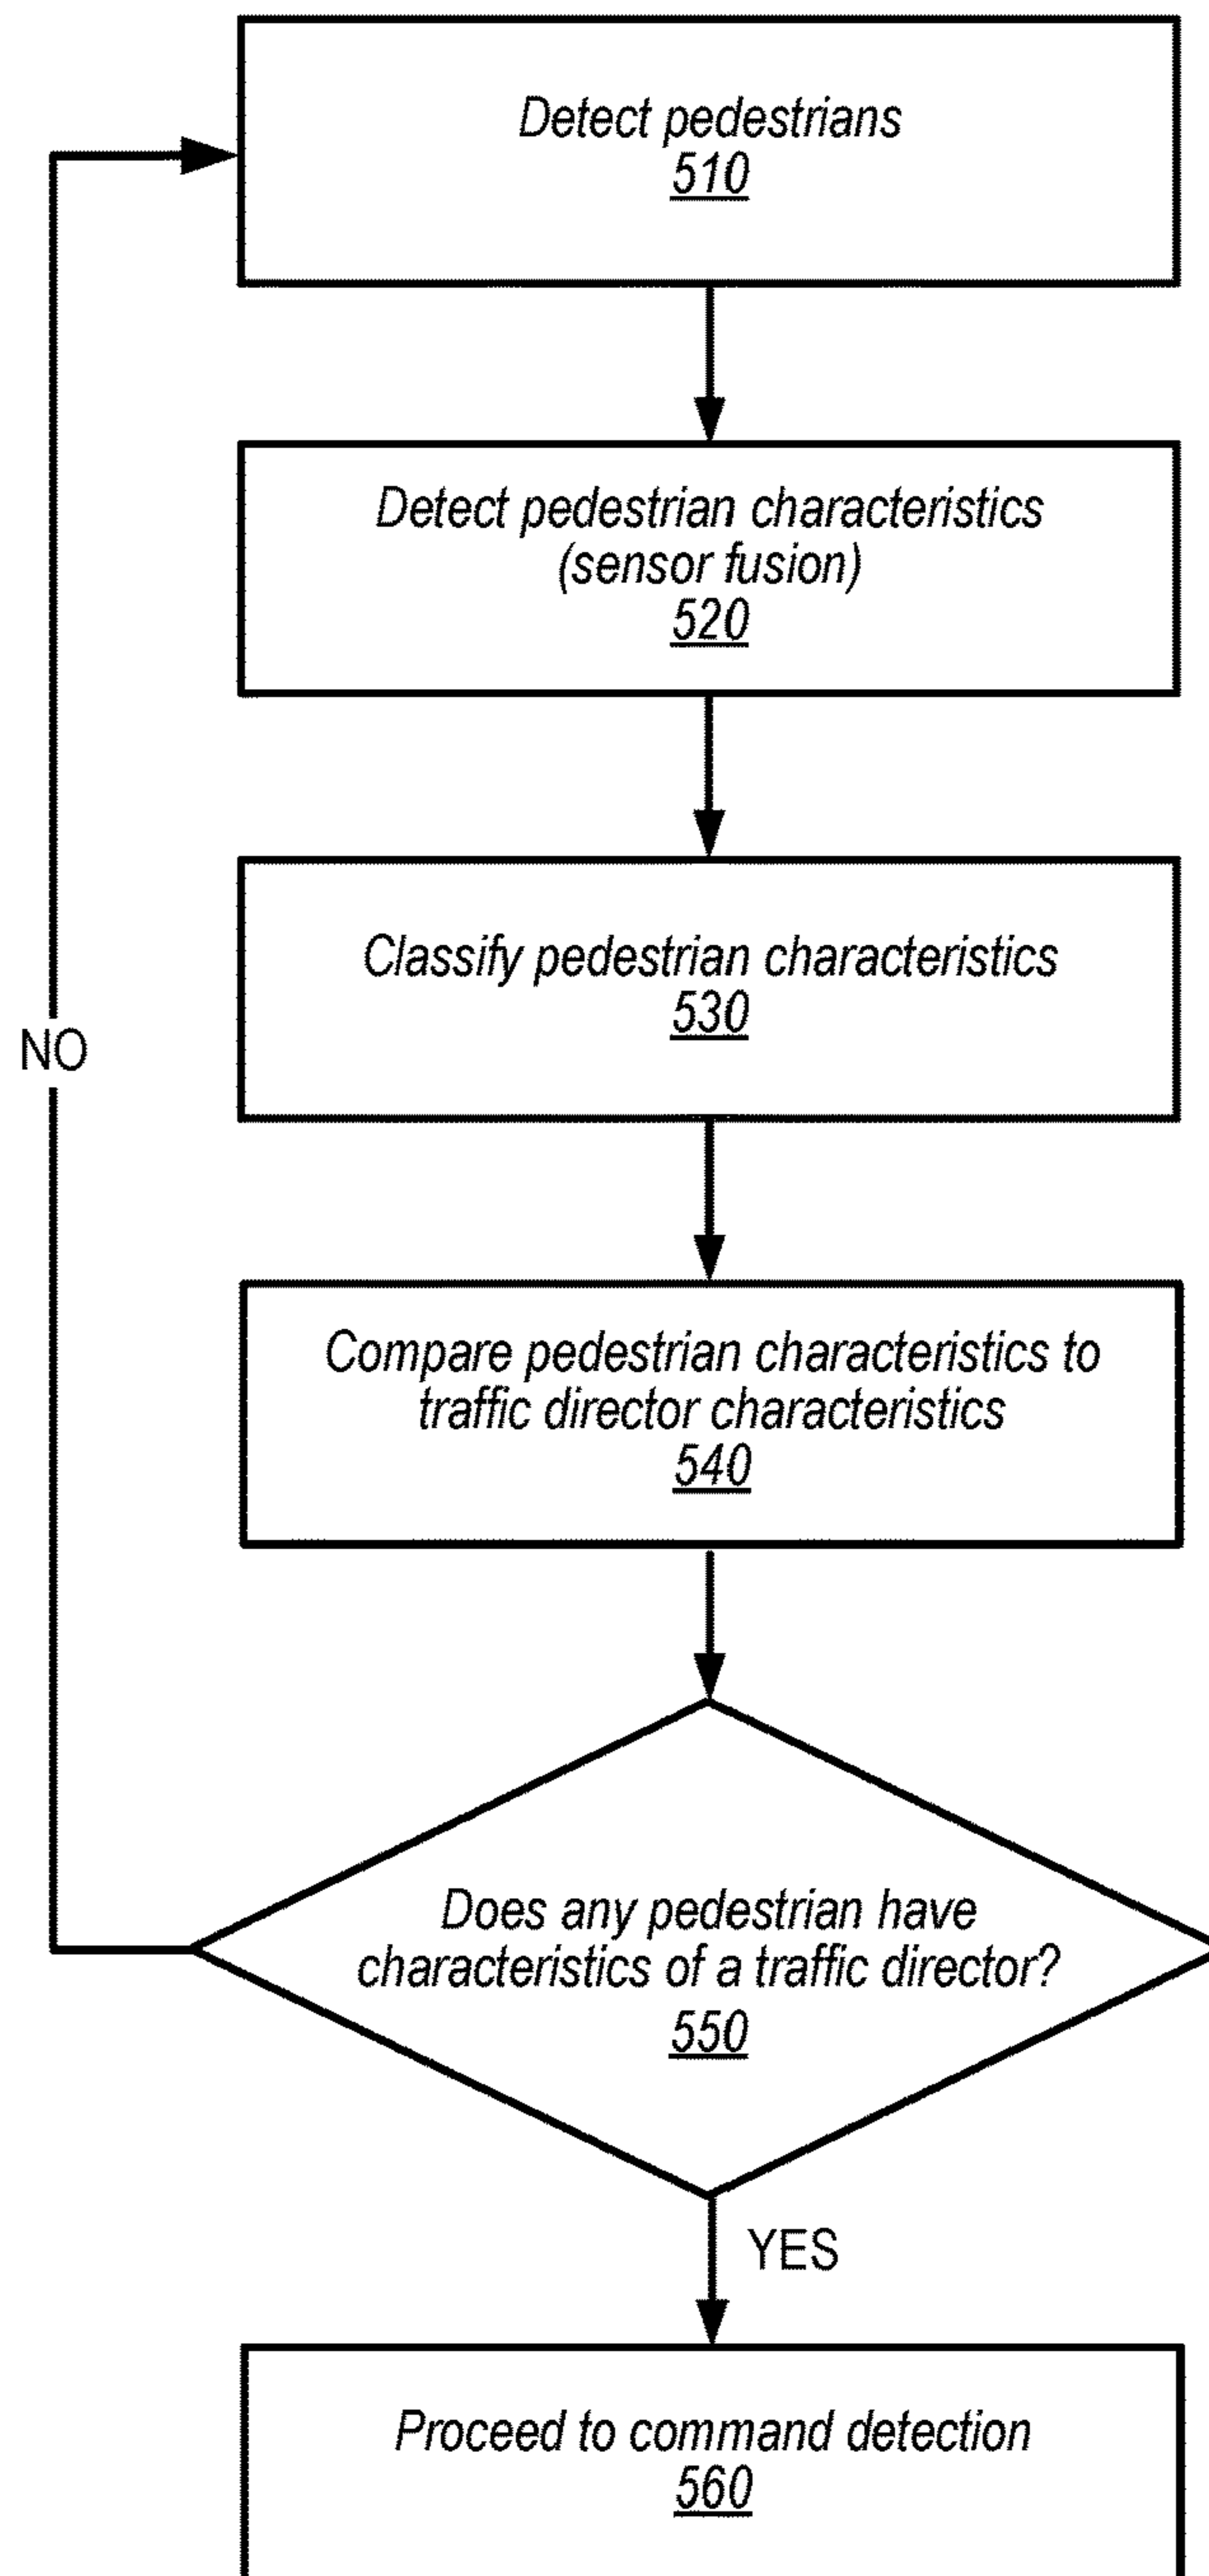 Detect pedestrians
510
Detect pedestrian characteristics
(sensor fusion)
520
Classify pedestrian characteristics
530
NO
Compare pedestrian characteristics to
traffic director characteristics
540
Does any pedestrian have
characteristics of a traffic director?
550
YES
Proceed to command detection
560